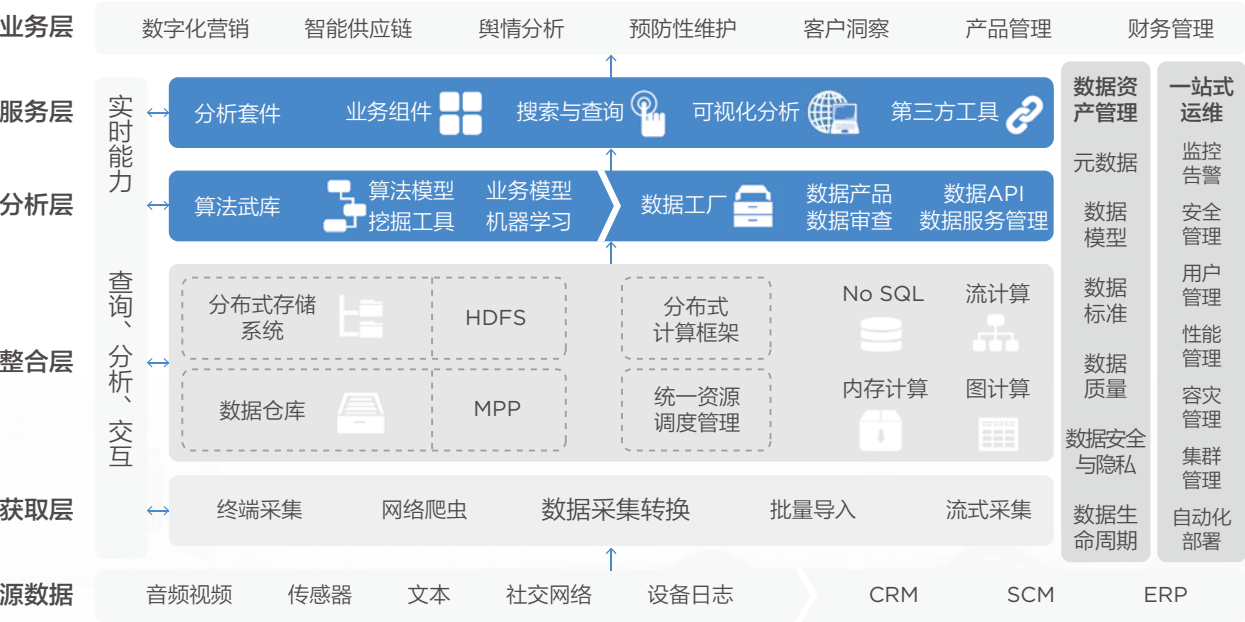 业务层
数字化营销
智能供应链
舆情分析
预防性维护
客户洞察
产品管理
财务管理
服务层
分析套件
业务组件
搜索与查询
可视化分析
第三方工具
分析层
算法武库
算法模型
挖掘工具
业务模型
机器学习
数据工厂
数据产品
数据审查
数据API
数据服务管理
整合层
分布式存储
系统
HDFS
分布式
计算框架
No SQL
流计算
数据仓库
MPP
统一资源
调度管理
内存计算
图计算
获取层
终端采集
网络爬虫
数据采集转换
批量导入
流式采集
源数据
音频视频
传感器
文本
社交网络
设备日志
CRM
SCM
ERP
实时能力
查询、分析、交互
数据资
产管理
元数据
数据
模型
数据
标准
数据
质量
数据安全
与隐私
数据生
命周期
一站式
运维
监控
告警
安全
管理
用户
管理
性能
管理
容灾
管理
集群
管理
自动化
部署